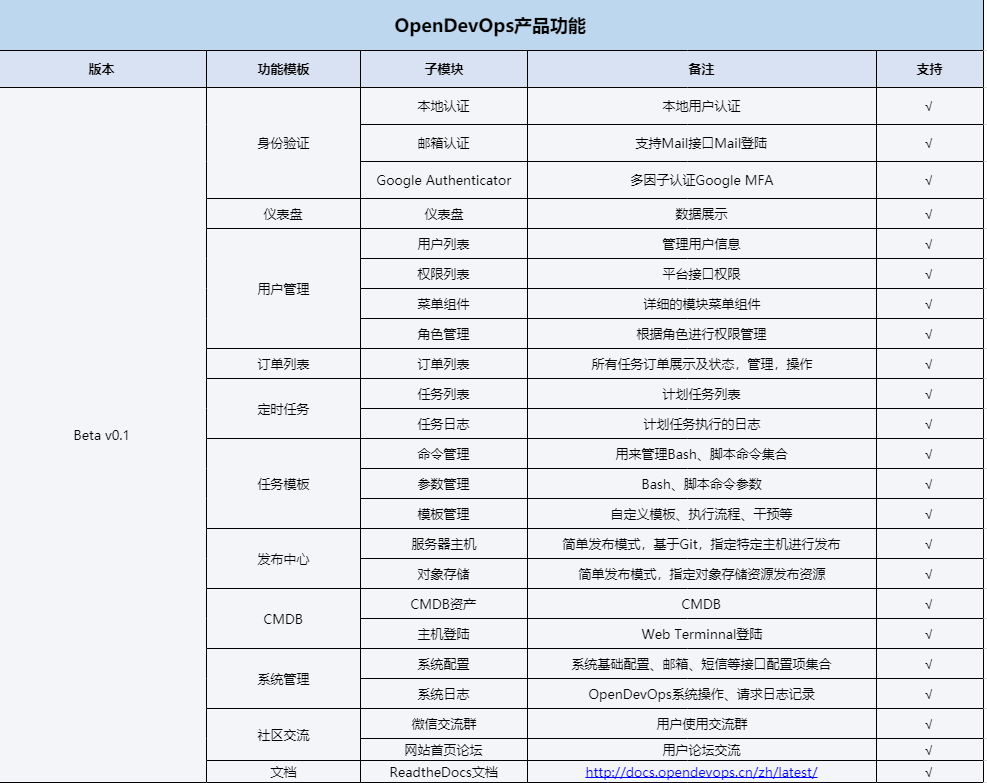 OpenDevOps产品功能
版本 功能模板 子模块 备注 支持
Beta v0.1
身份验证
本地认证 本地用户认证 √
邮箱认证 支持Mail接口Mail登陆 √
Google Authenticator 多因子认证Google MFA √
仪表盘 仪表盘 数据展示 √
用户管理
用户列表 管理用户信息 √
权限列表 平台接口权限 √
菜单组件 详细的模块菜单组件 √
角色管理 根据角色进行权限管理 √
订单列表 订单列表 所有任务订单展示及状态，管理，操作 √
定时任务
任务列表 计划任务列表 √
任务日志 计划任务执行的日志 √
任务模板
命令管理 用来管理Bash、脚本命令集合 √
参数管理 Bash、脚本命令参数 √
模板管理 自定义模板、执行流程、干预等 √
发布中心
服务器主机 简单发布模式，基于Git，指定特定主机进行发布 √
对象存储 简单发布模式，指定对象存储资源发布资源 √
CMDB
CMDB资产 CMDB √
主机登陆 Web Terminnal登陆 √
系统管理
系统配置 系统基础配置、邮箱、短信等接口配置项集合 √
系统日志 OpenDevOps系统操作、请求日志记录 √
社区交流
微信交流群 用户使用交流群 √
网站首页论坛 用户论坛交流 √
文档 ReadtheDocs文档 http://docs.opendevops.cn/zh/latest/ √